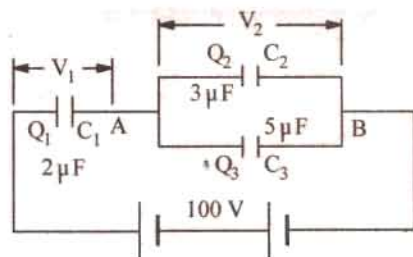 V₁ V₂
Q₂ C₂
3 μF
Q₁ C₁ A 5 μF B
2 μF Q₃ C₃
100 V